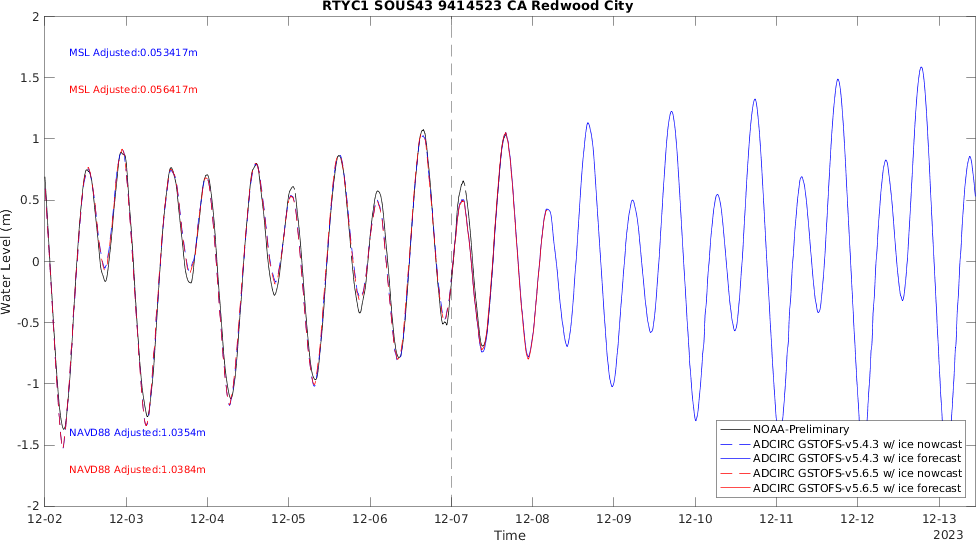 RTYC1 SOUS43 9414523 CA Redwood City
2
1.5
1
0.5
0
-0.5
-1
-1.5
-2
Water Level (m)
MSL Adjusted:0.053417m
MSL Adjusted:0.056417m
NAVD88 Adjusted:1.0354m
NAVD88 Adjusted:1.0384m
NOAA-Preliminary
ADCIRC GSTOFS-v5.4.3 w/ ice nowcast
ADCIRC GSTOFS-v5.4.3 w/ ice forecast
ADCIRC GSTOFS-v5.6.5 w/ ice nowcast
ADCIRC GSTOFS-v5.6.5 w/ ice forecast
12-02 12-03 12-04 12-05 12-06 12-07 12-08 12-09 12-10 12-11 12-12 12-13
Time
2023